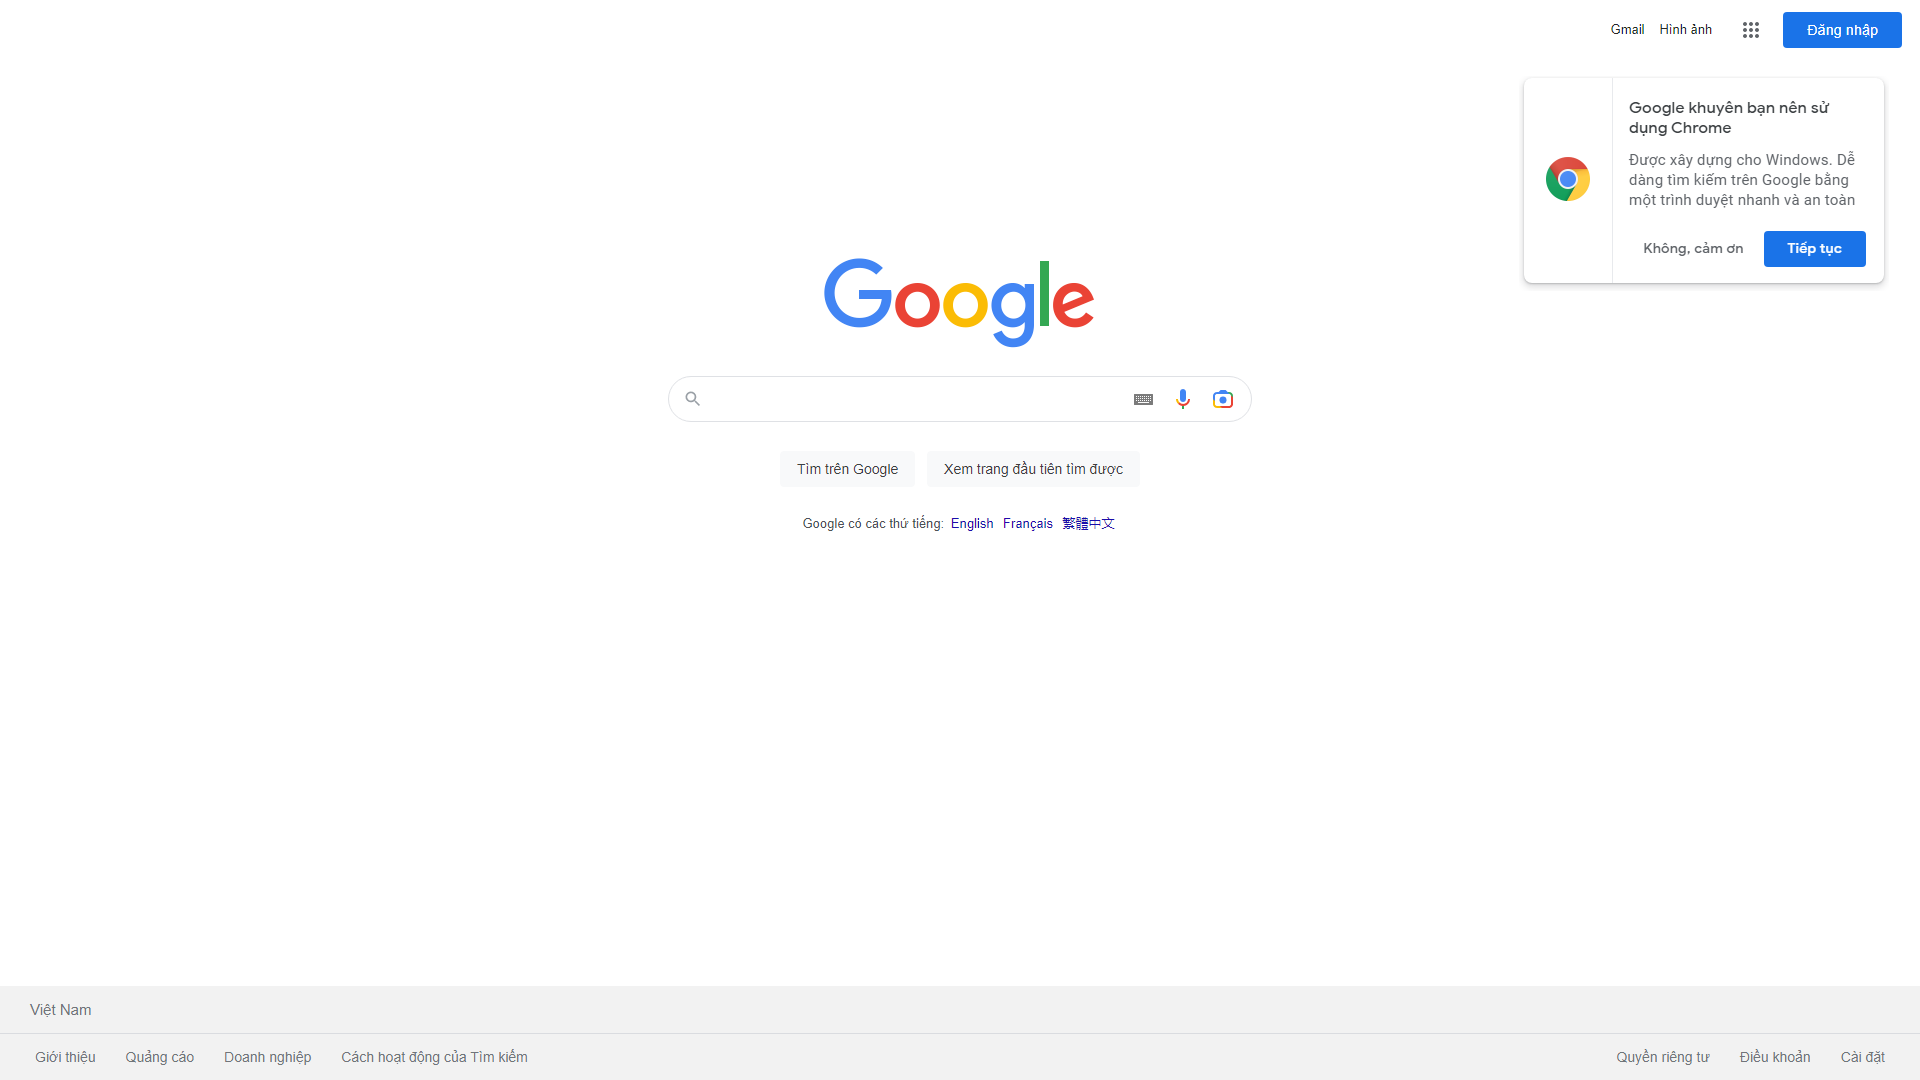 Gmail
Hình ảnh
Đăng nhập
Google khuyên bạn nên sử
dụng Chrome
Được xây dựng cho Windows. Dễ
dàng tìm kiếm trên Google bằng
một trình duyệt nhanh và an toàn
Không, cảm ơn
Tiếp tục
Google
Tìm trên Google
Xem trang đầu tiên tìm được
Google có các thứ tiếng: English Français 繁體中文
Việt Nam
Giới thiệu
Quảng cáo
Doanh nghiệp
Cách hoạt động của Tìm kiếm
Quyền riêng tư
Điều khoản
Cài đặt